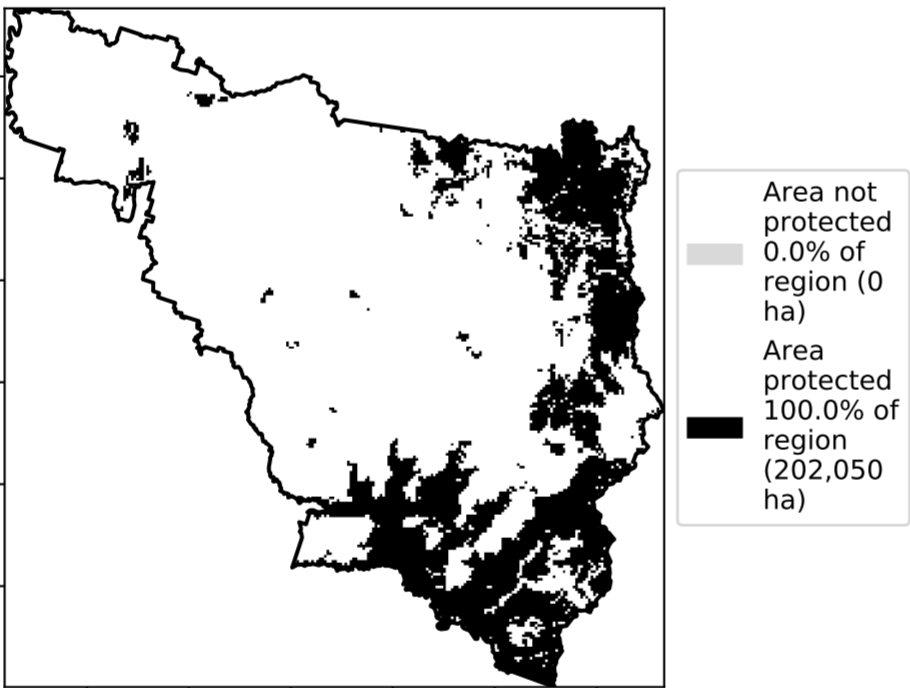 Area not
protected
0.0% of
region (0
ha)
Area
protected
100.0% of
region
(202,050
ha)